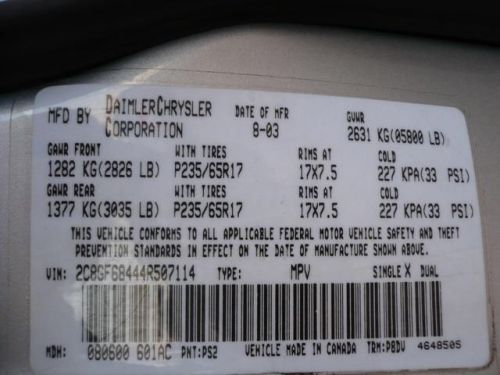 MFD BY DAIMLERCHRYSLER CORPORATION DATE OF MFR 8-03 GVWR 2631 KG(05800 LB)
GAWR FRONT WITH TIRES RIMS AT COLD
1282 KG(2826 LB) P235/65R17 17X7.5 227 KPA(33 PSI)
GAWR REAR WITH TIRES RIMS AT COLD
1377 KG(3035 LB) P235/65R17 17X7.5 227 KPA(33 PSI)
THIS VEHICLE CONFORMS TO ALL APPLICABLE FEDERAL MOTOR VEHICLE SAFETY AND THEFT
PREVENTION STANDARDS IN EFFECT ON THE DATE OF MANUFACTURE SHOWN ABOVE.
VIN: 2C8GF68444R507114 TYPE: MPV SINGLE X DUAL
MDH: 080600 601AC PNT:PS2 VEHICLE MADE IN CANADA TRM:P8DV 4648505